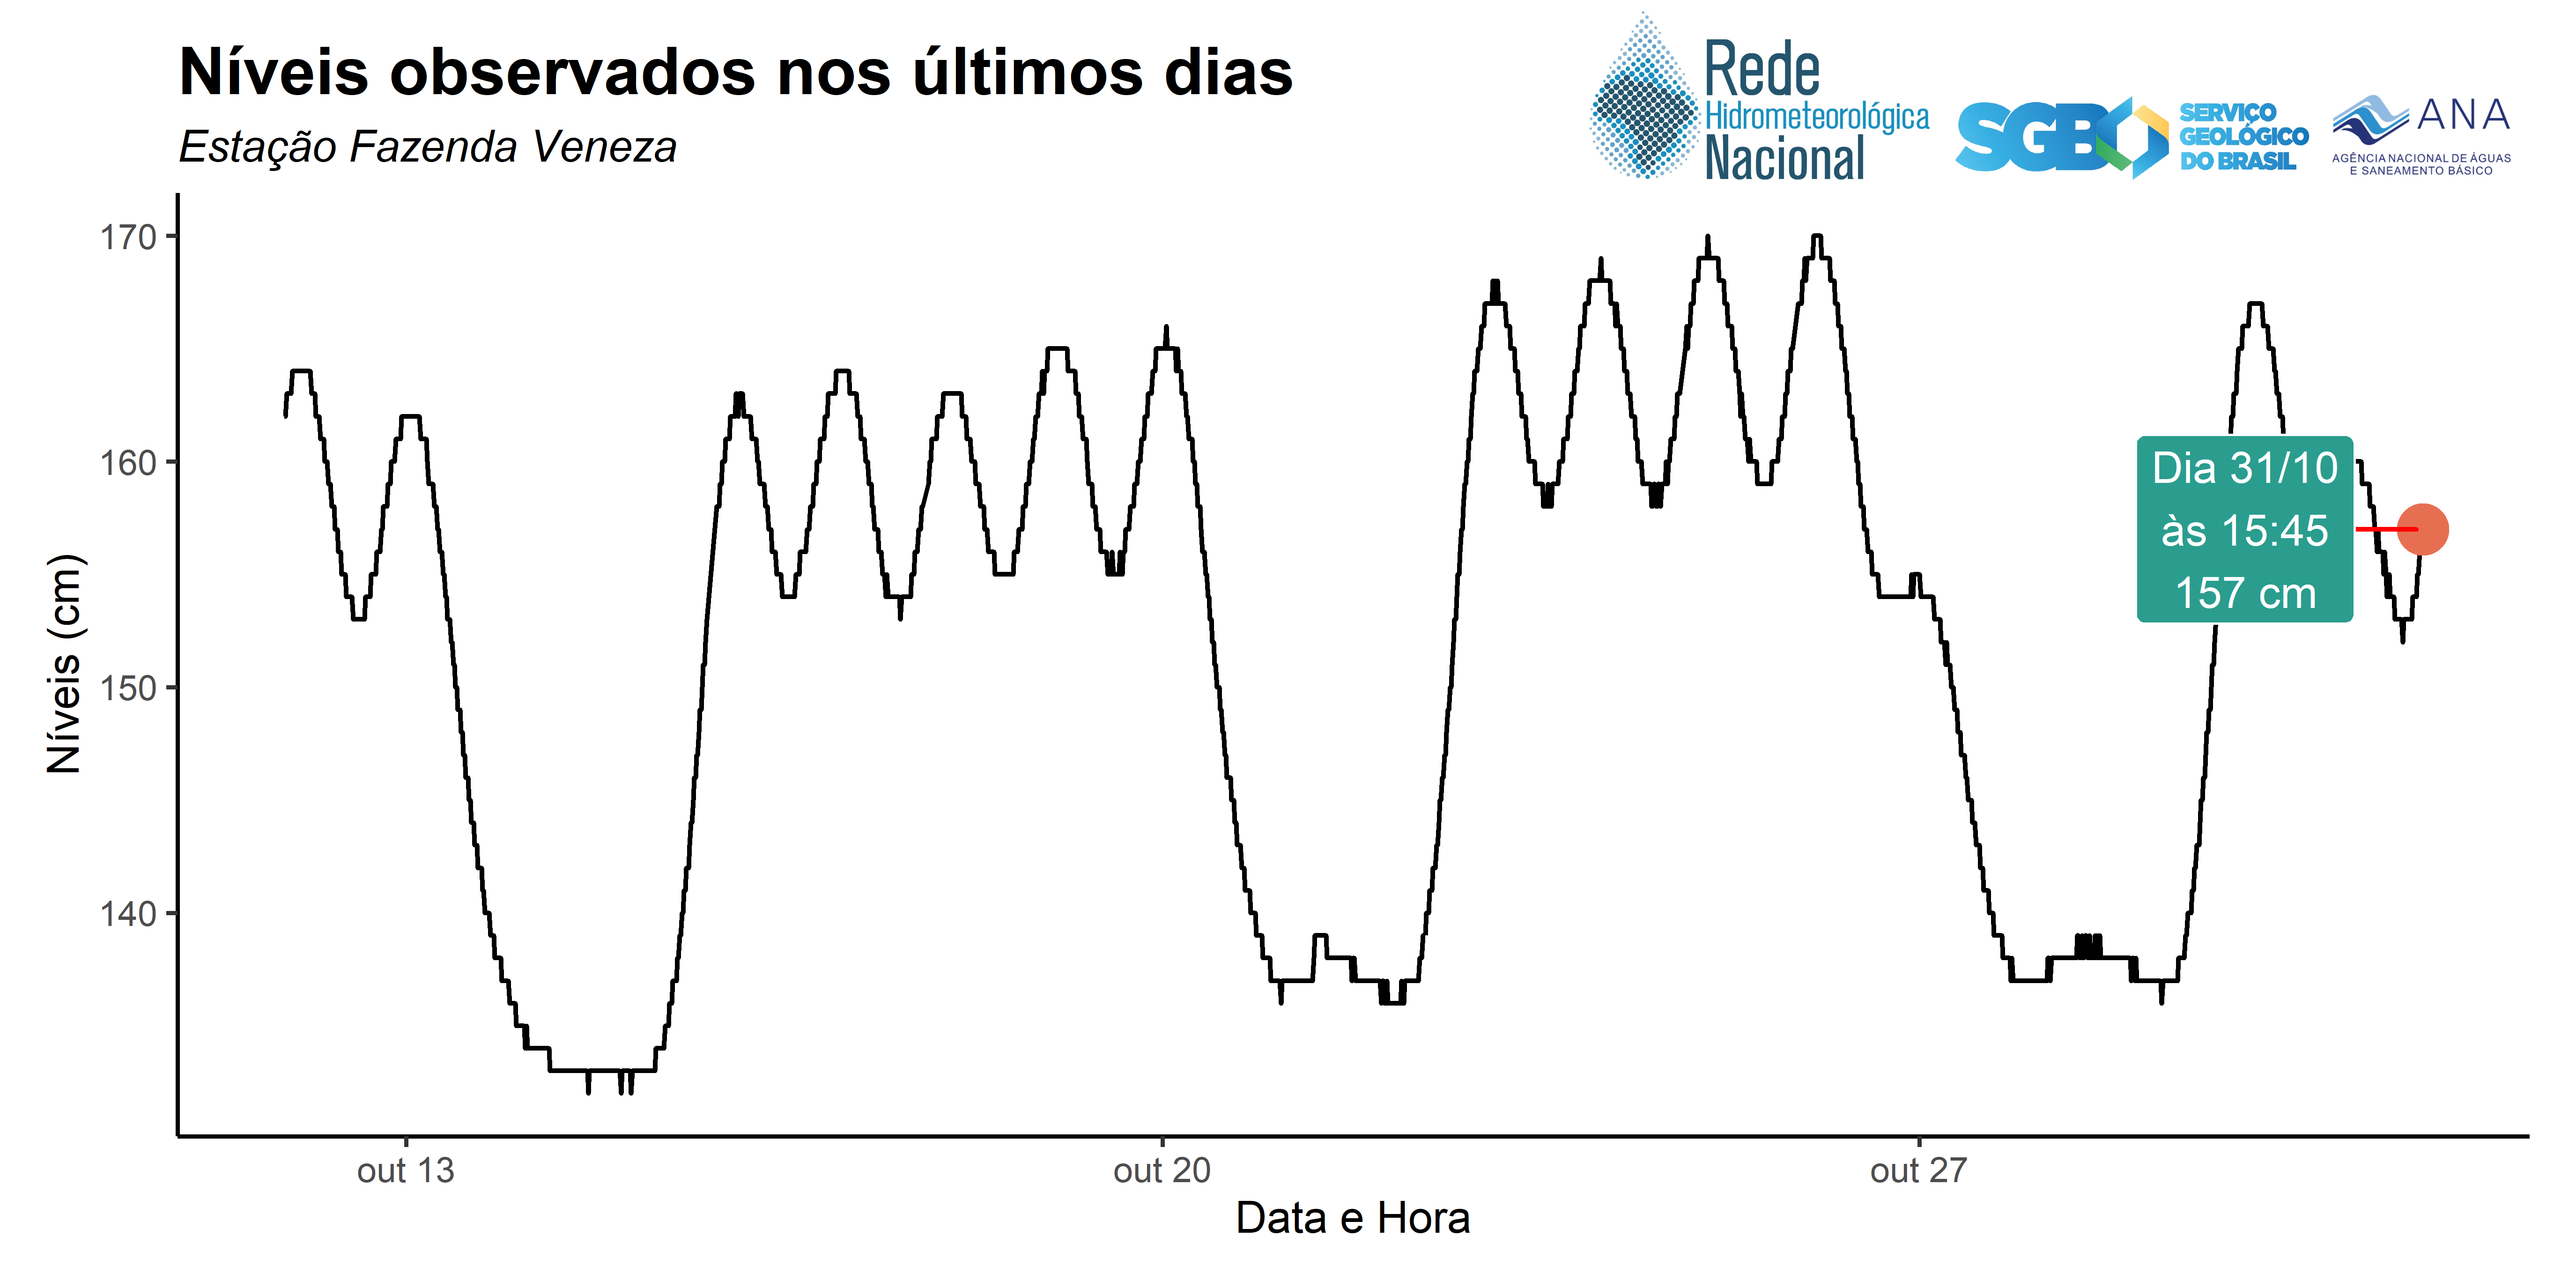 Níveis observados nos últimos dias
Estação Fazenda Veneza
Rede
Hidrometeorológica
Nacional
SGB
SERVIÇO
GEOLÓGICO
DO BRASIL
ANA
AGÊNCIA NACIONAL DE ÁGUAS
E SANEAMENTO BÁSICO
170
160
150
140
Níveis (cm)
Dia 31/10
às 15:45
157 cm
out 13
out 20
out 27
Data e Hora